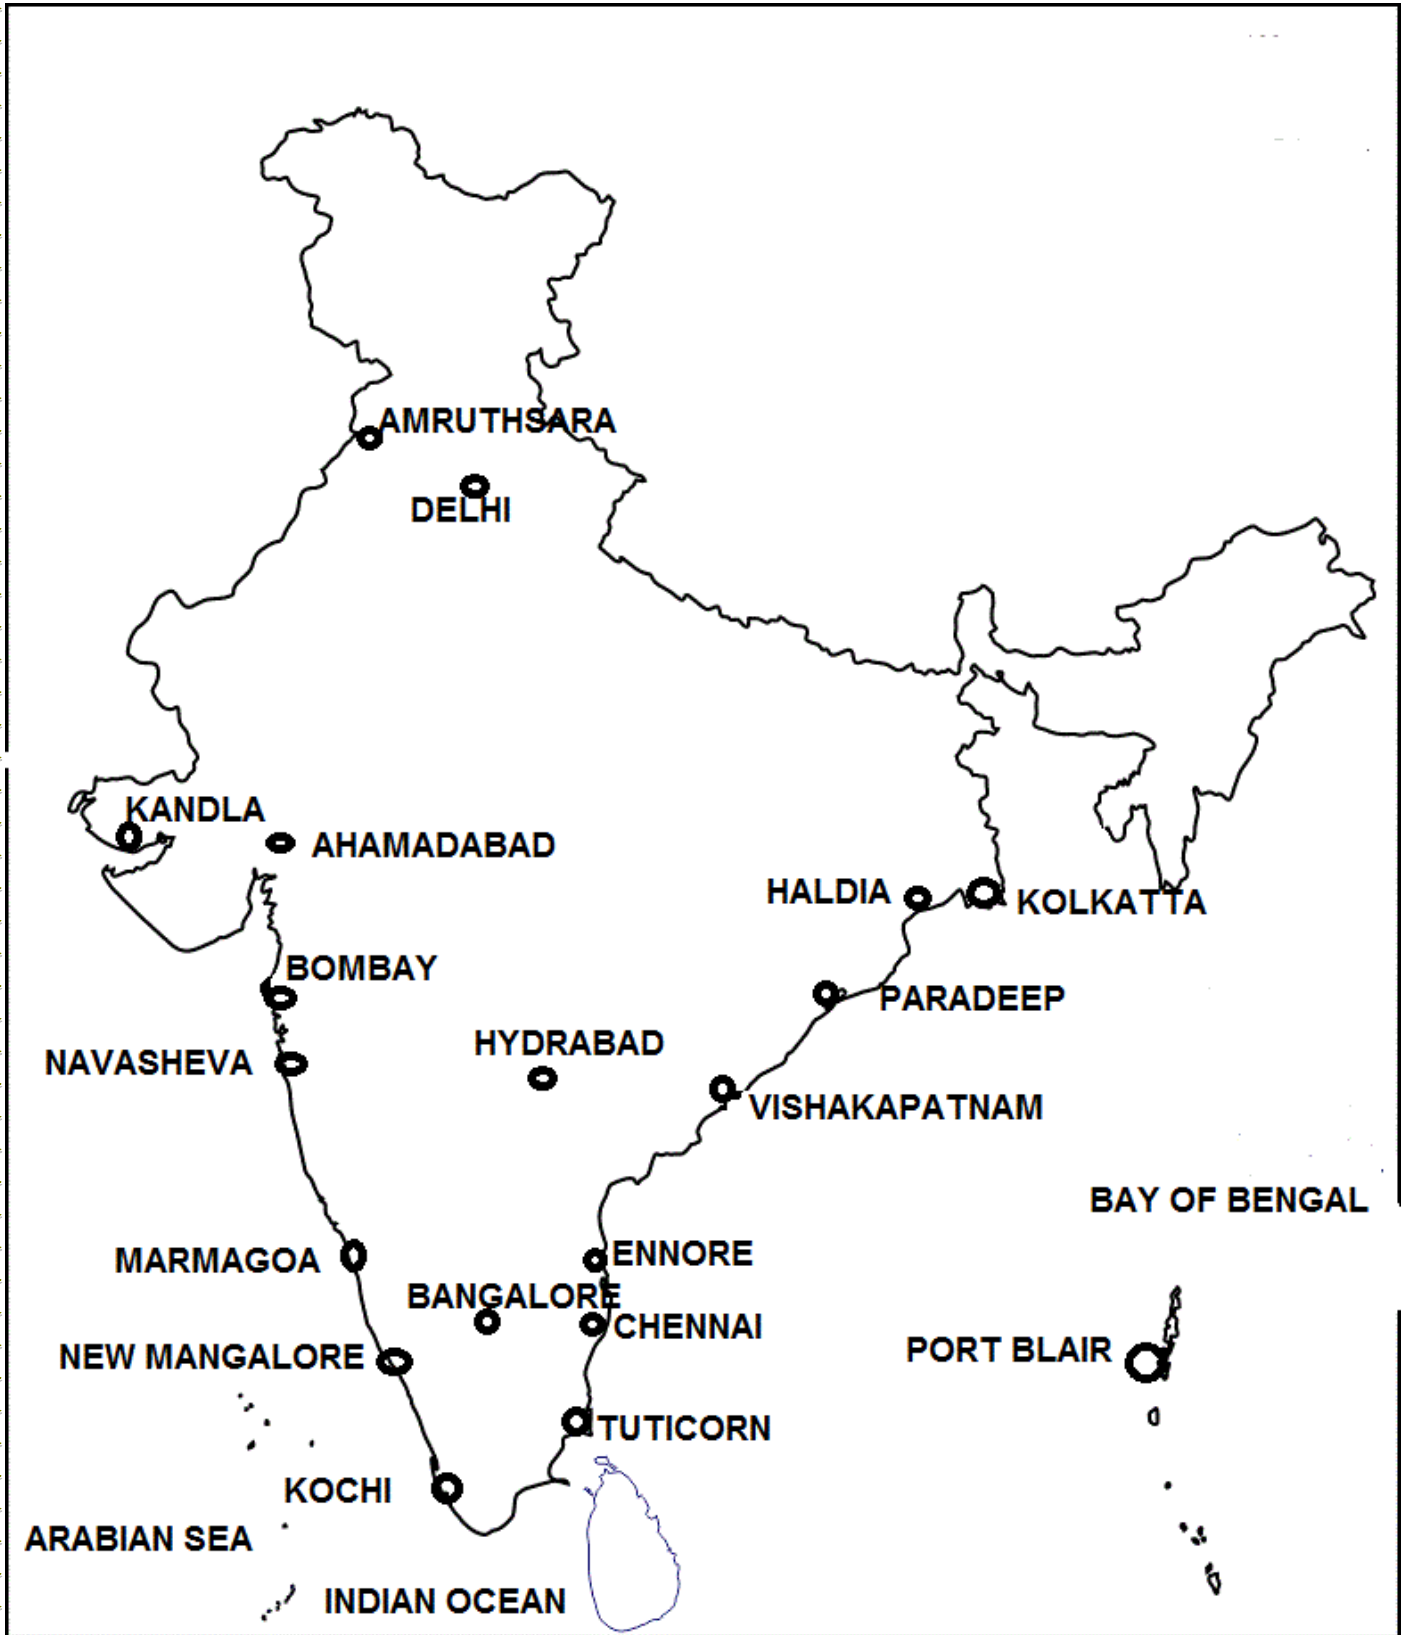 AMRUTHSARA
DELHI
KANDLA
AHAMADABAD
HALDIA
KOLKATTA
BOMBAY
PARADEEP
HYDRABAD
NAVASHEVA
VISHAKAPATNAM
BAY OF BENGAL
ENNORE
MARMAGOA
BANGALORE
CHENNAI
PORT BLAIR
NEW MANGALORE
TUTICORN
KOCHI
ARABIAN SEA
INDIAN OCEAN